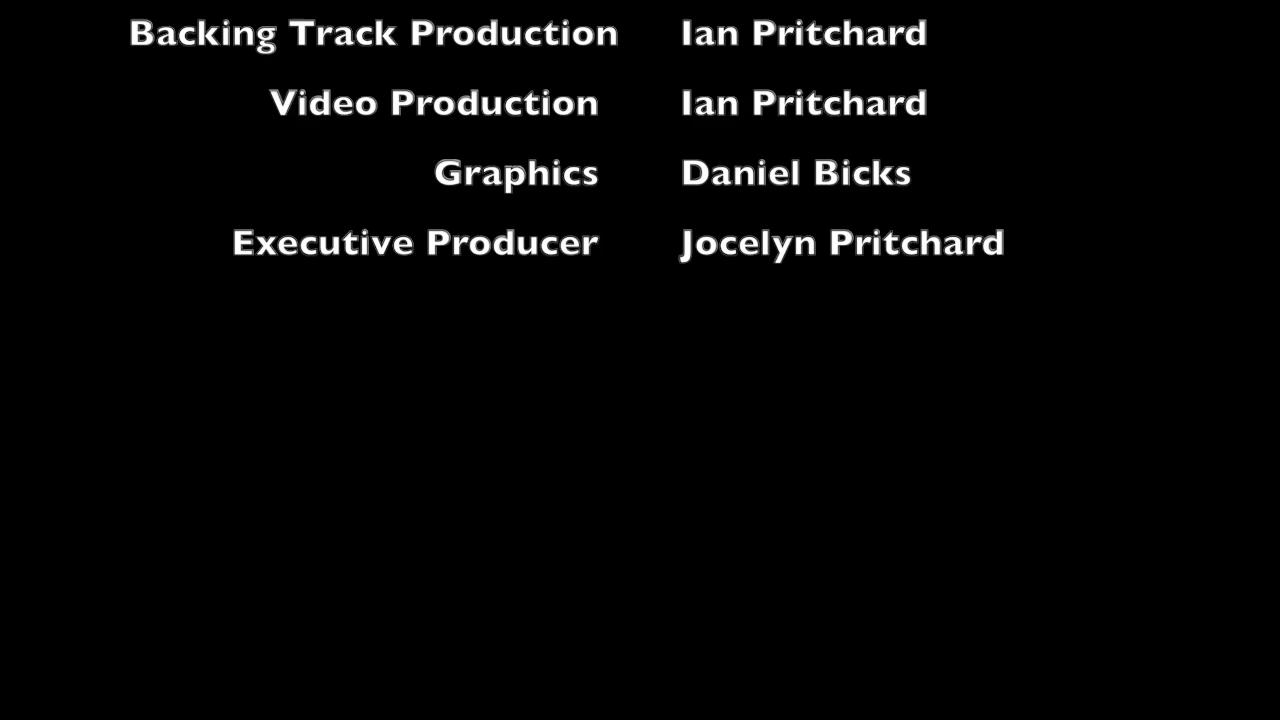 Backing Track Production Ian Pritchard
Video Production Ian Pritchard
Graphics Daniel Bicks
Executive Producer Jocelyn Pritchard